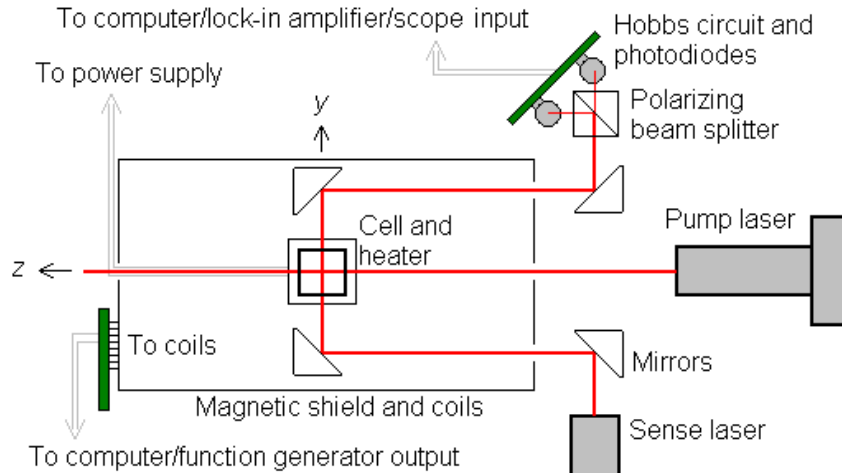 To computer/lock-in amplifier/scope input
Hobbs circuit and
photodiodes
To power supply
Polarizing
beam splitter
y
Cell and
heater
Pump laser
z
To coils
Mirrors
Magnetic shield and coils
Sense laser
To computer/function generator output